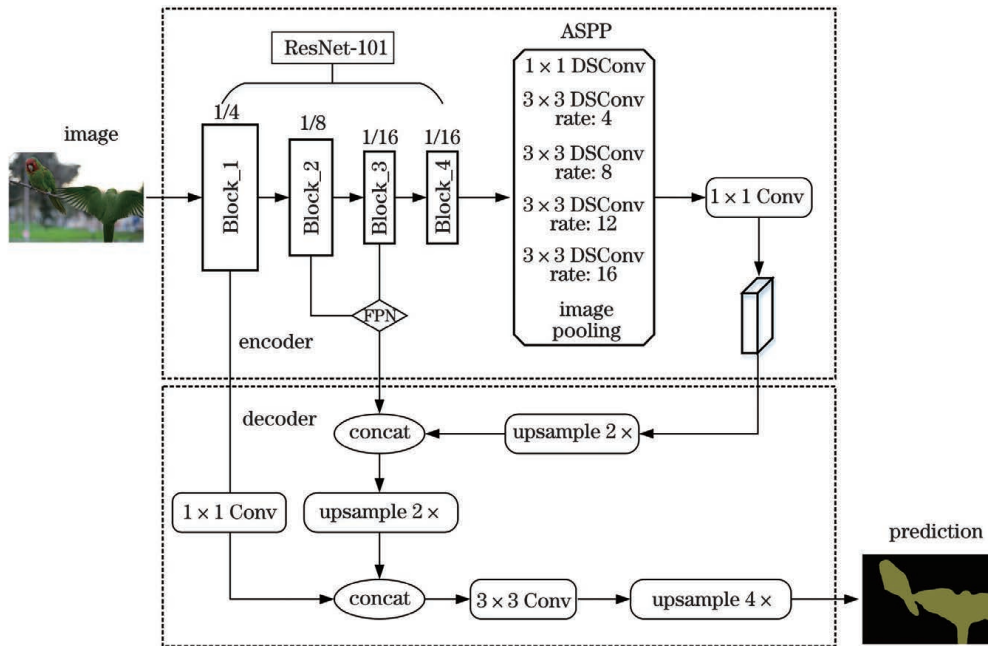 ResNet-101
ASPP
1 × 1 DSConv
3 × 3 DSConv
rate: 4
3 × 3 DSConv
rate: 8
3 × 3 DSConv
rate: 12
3 × 3 DSConv
rate: 16
image
pooling
image
1/4
1/8
1/16
1/16
Block_1
Block_2
Block_3
Block_4
1 × 1 Conv
FPN
encoder
decoder
concat
upsample 2 ×
1 × 1 Conv
upsample 2 ×
concat
3 × 3 Conv
upsample 4 ×
prediction